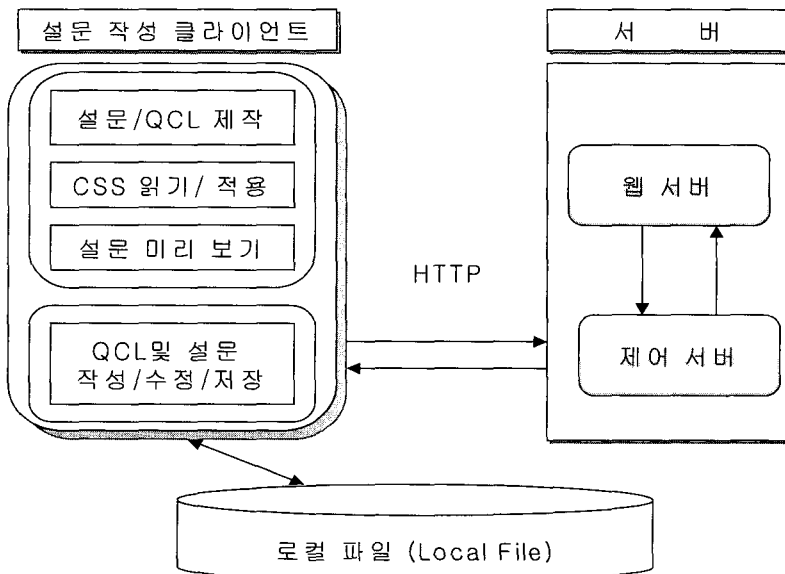 설문 작성 클라이언트
설문/QCL 제작
CSS 읽기/ 적용
설문 미리 보기
QCL및 설문
작성/수정/저장
HTTP
서 버
웹 서버
제어 서버
로컬 파일 (Local File)